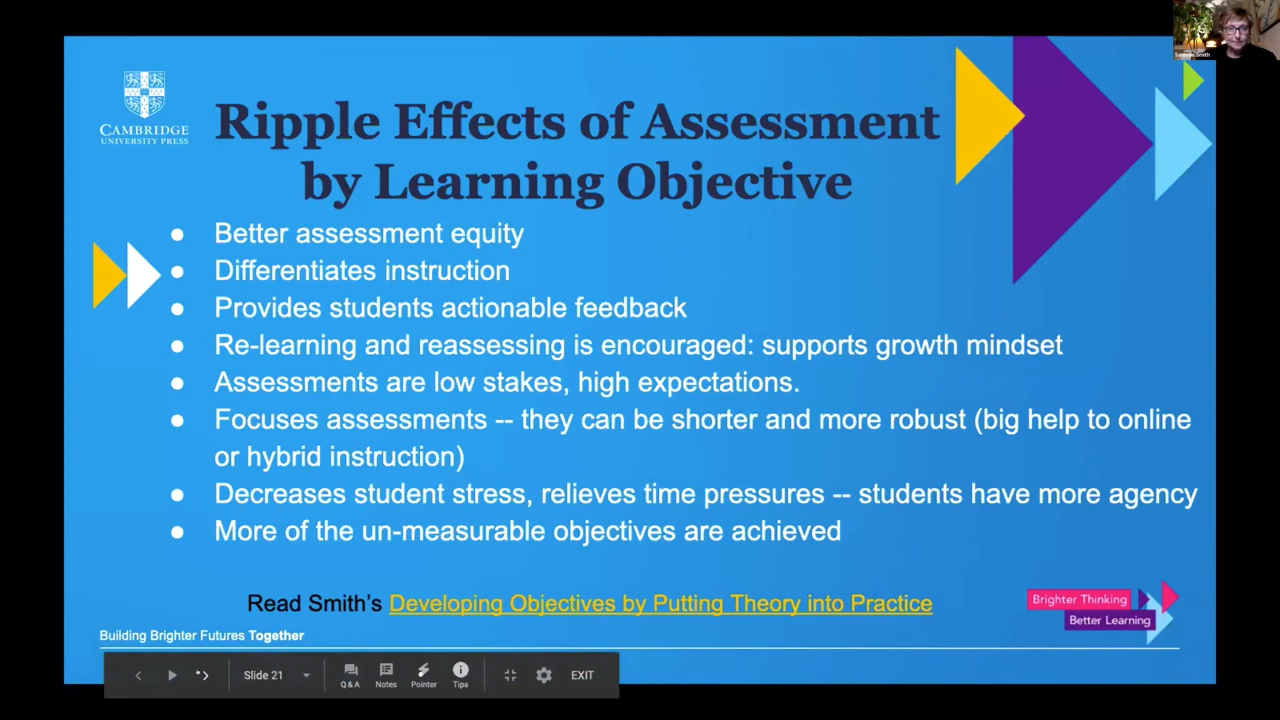 Smith
CAMBRIDGE
UNIVERSITY PRESS
Ripple Effects of Assessment
by Learning Objective
● Better assessment equity
● Differentiates instruction
● Provides students actionable feedback
● Re-learning and reassessing is encouraged: supports growth mindset
● Assessments are low stakes, high expectations.
● Focuses assessments -- they can be shorter and more robust (big help to online
or hybrid instruction)
● Decreases student stress, relieves time pressures -- students have more agency
● More of the un-measurable objectives are achieved
Read Smith's Developing Objectives by Putting Theory into Practice
Brighter Thinking
Better Learning
Building Brighter Futures Together
Slide 21
Q & A
Notes
Pointer
Tips
EXIT